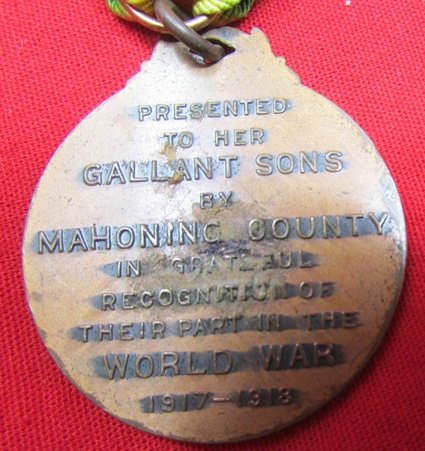 PRESENTED
TO HER
GALLANT SONS
BY
MAHONING COUNTY
IN GRATEFUL
RECOGNITION OF
THEIR PART IN THE
WORLD WAR
1917-1918